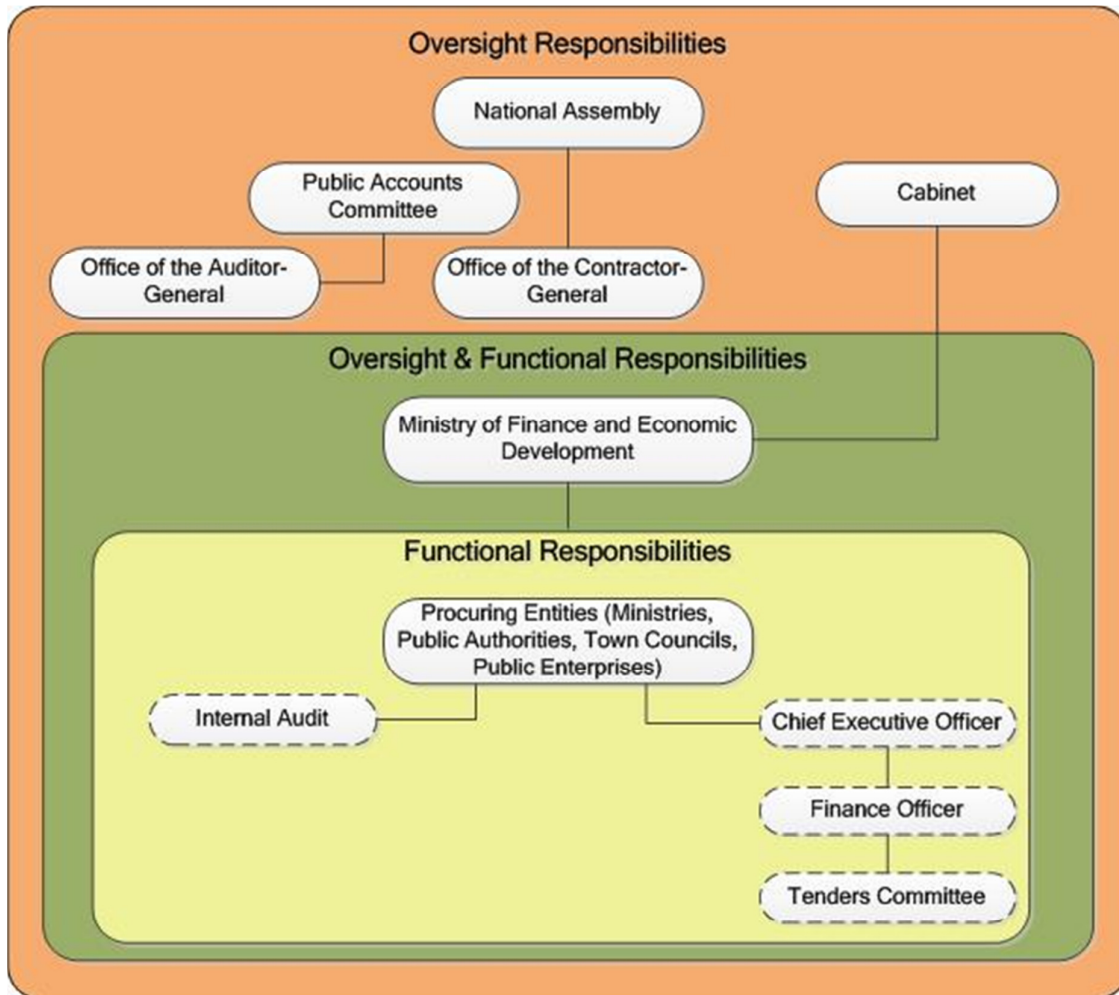 Oversight Responsibilities
National Assembly
Public Accounts
Committee
Cabinet
Office of the Auditor-
General
Office of the Contractor-
General
Oversight & Functional Responsibilities
Ministry of Finance and Economic
Development
Functional Responsibilities
Procuring Entities (Ministries,
Public Authorities, Town Councils,
Public Enterprises)
Internal Audit
Chief Executive Officer
Finance Officer
Tenders Committee